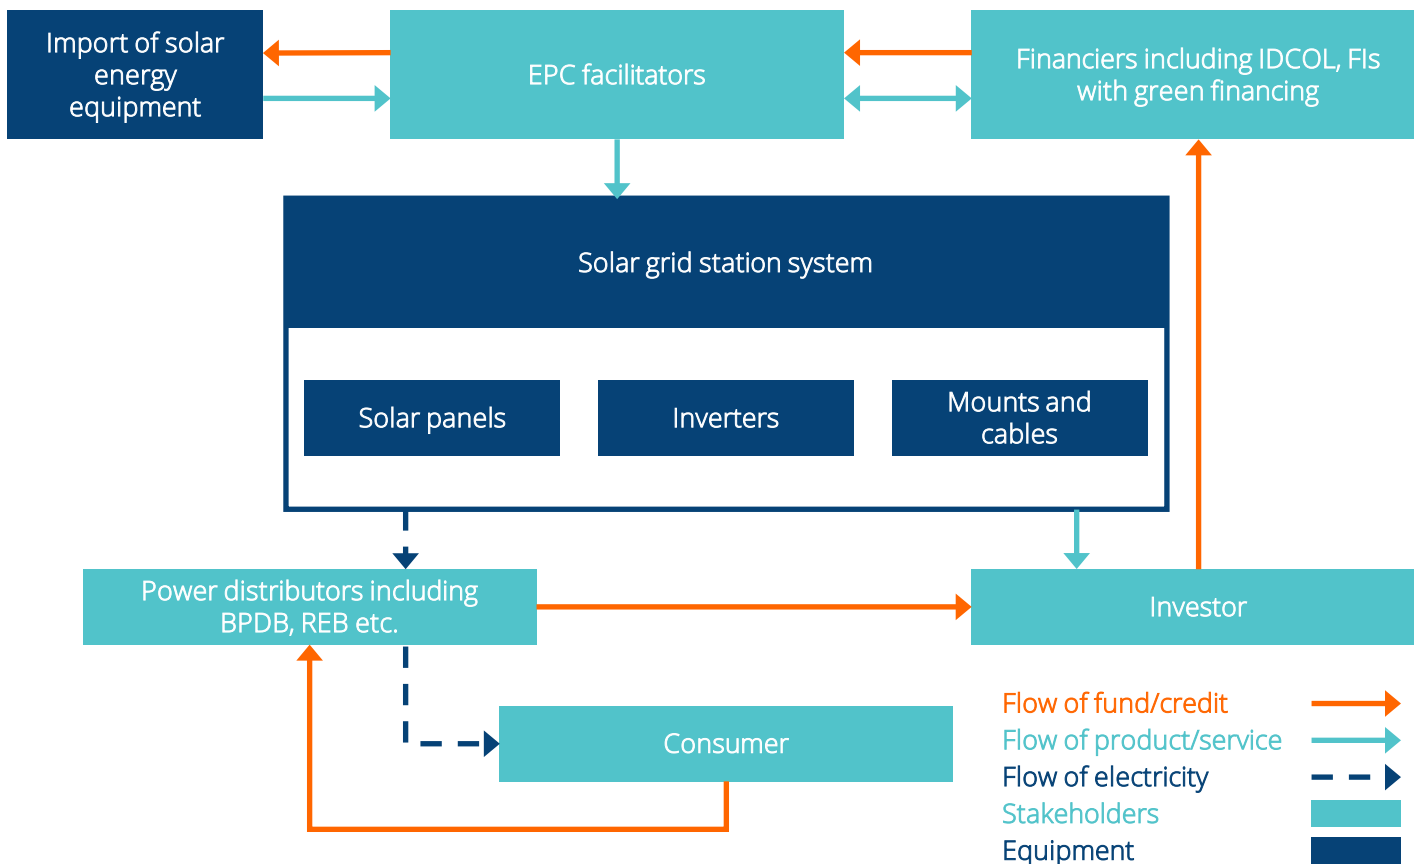 Import of solar
energy
equipment
EPC facilitators
Financiers including IDCOL, FIs
with green financing
Solar grid station system
Solar panels
Inverters
Mounts and
cables
Power distributors including
BPDB, REB etc.
Investor
Consumer
Flow of fund/credit
Flow of product/service
Flow of electricity
Stakeholders
Equipment